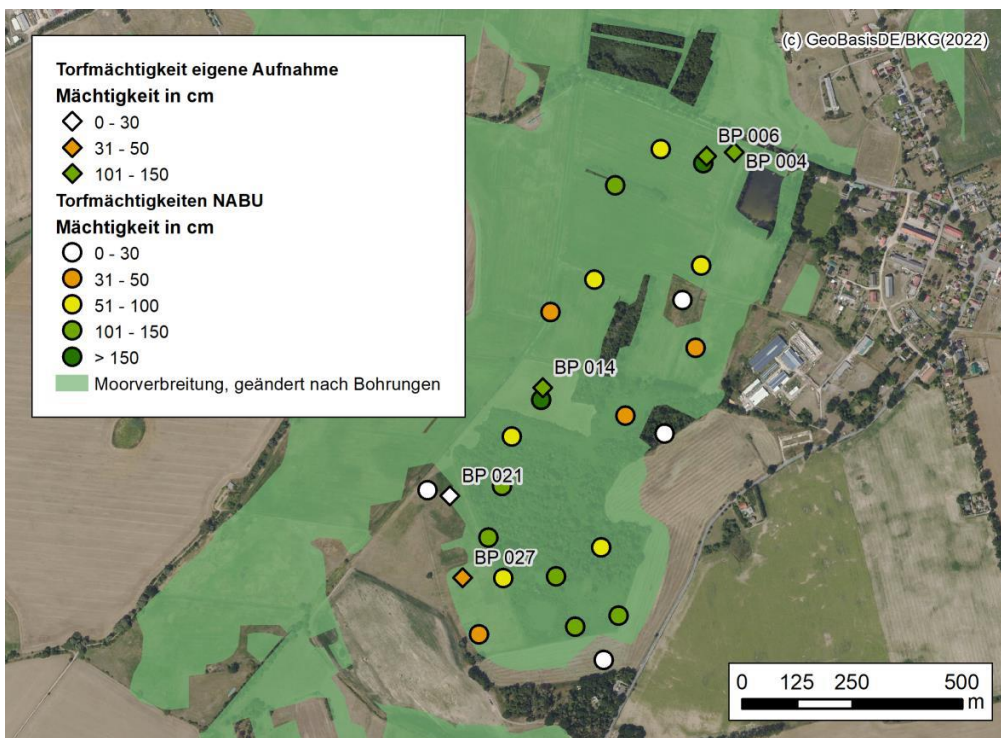 (c) GeoBasisDE/BKG(2022)
Torfmächtigkeit eigene Aufnahme
Mächtigkeit in cm
0 - 30
31 - 50
101 - 150
Torfmächtigkeiten NABU
Mächtigkeit in cm
0 - 30
31 - 50
51 - 100
101 - 150
> 150
Moorverbreitung, geändert nach Bohrungen
BP 006
BP 004
BP 014
BP 021
BP 027
0 125 250 500
m